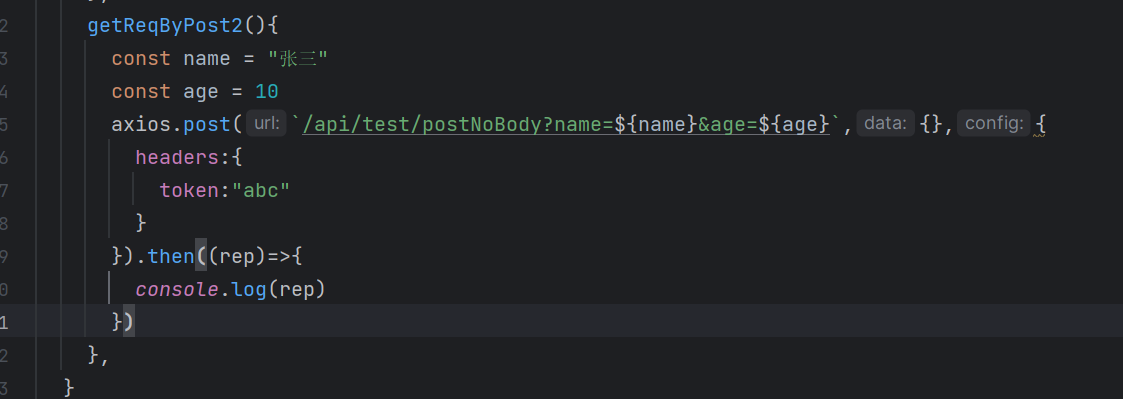 2 getReqByPost2(){
3 const name = "张三"
4 const age = 10
5 axios.post( url: `/api/test/postNoBody?name=${name}&age=${age}`, data: {}, config: {
6 headers:{
7 token:"abc"
8 }
9 }).then((rep)=>{
0 console.log(rep)
1 })
2 },
3 }